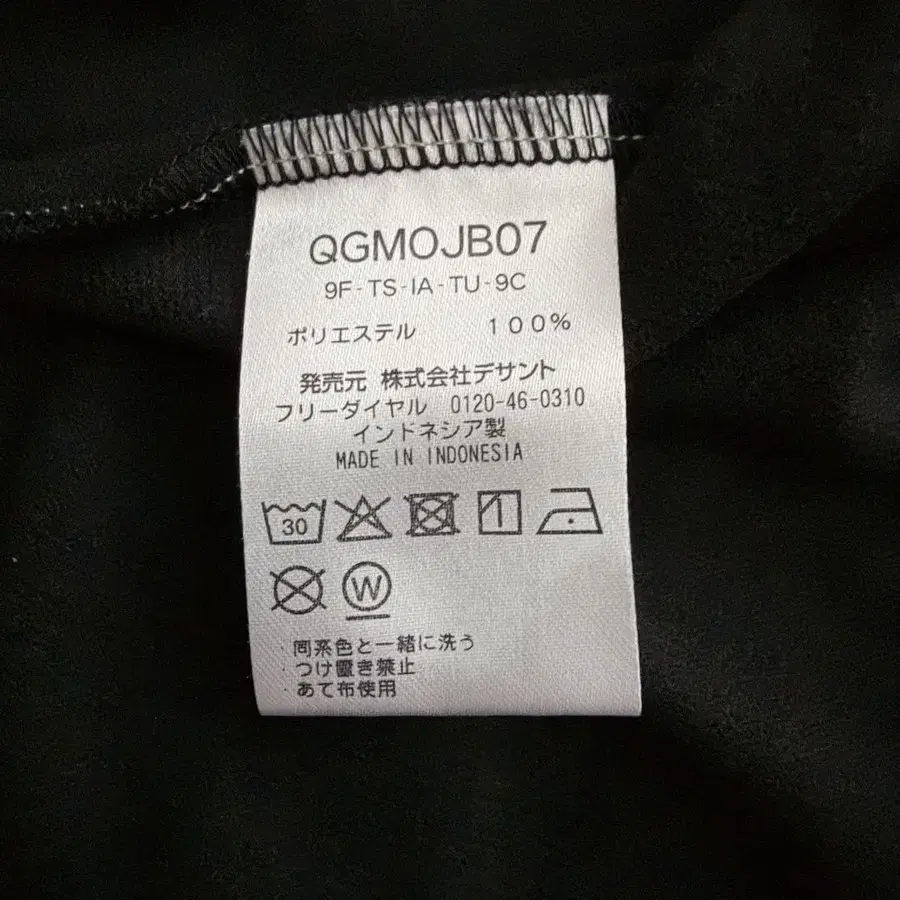 QGMOJB07
9F-TS-IA-TU-9C
ポリエステル 100%
発売元 株式会社デサント
フリーダイヤル 0120-46-0310
インドネシア製
MADE IN INDONESIA
30
W
・同系色と一緒に洗う
・つけ置き禁止
・あて布使用